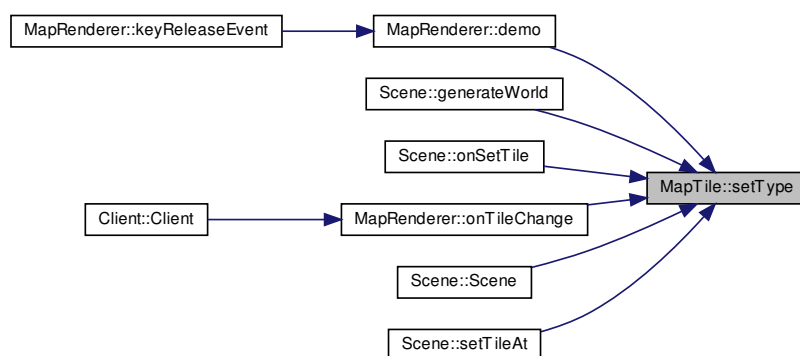 MapRenderer::keyReleaseEvent
MapRenderer::demo
Scene::generateWorld
Scene::onSetTile
MapTile::setType
Client::Client
MapRenderer::onTileChange
Scene::Scene
Scene::setTileAt